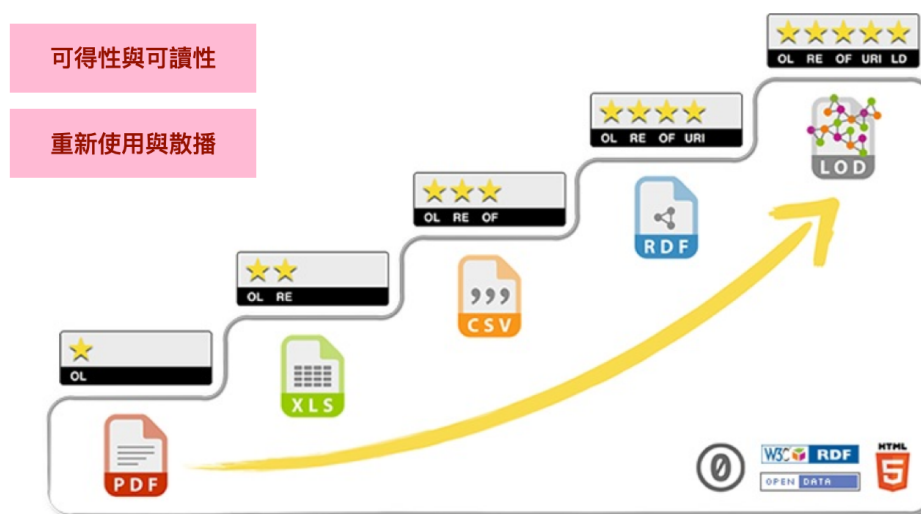 可得性與可讀性
重新使用與散播
OL RE OF URI LD
LOD
OL RE OF URI
RDF
OL RE OF
CSV
OL RE
XLS
OL
PDF
0
W3C RDF
OPEN DATA
HTML
5